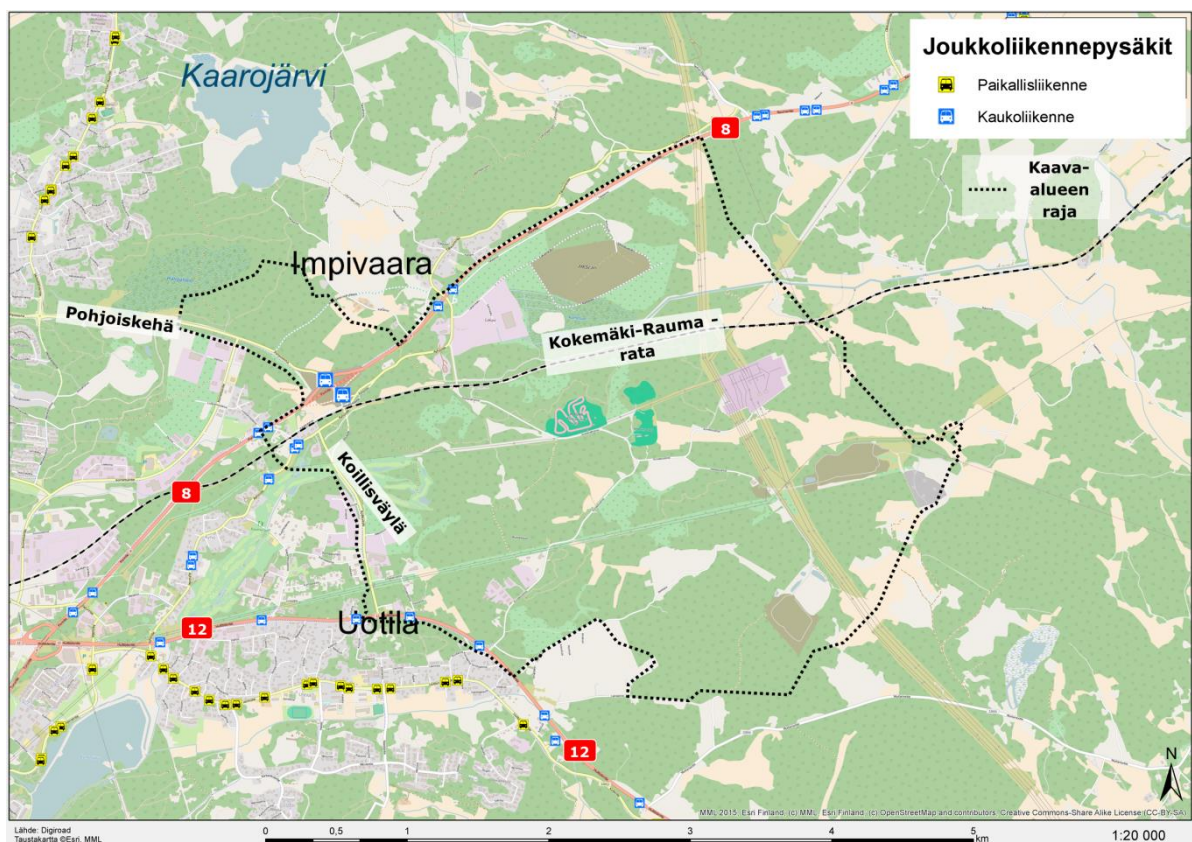 Joukkoliikennepysäkit
Paikallisliikenne
Kaukoliikenne
Kaava-
alueen
raja
Kaarojärvi
8
Impivaara
Pohjoiskehä
Kokemäki-Rauma -
rata
Koillisväylä
8
12
Uotila
12
N
MML 2015, Esri Finland, (c) MML, Esri Finland, (c) OpenStreetMap and contributors, Creative Commons-Share Alike License (CC-BY-SA)
Lähde: Digiroad
Taustakartta ©Esri, MML
0 0,5 1 2 3 4 5
km
1:20 000